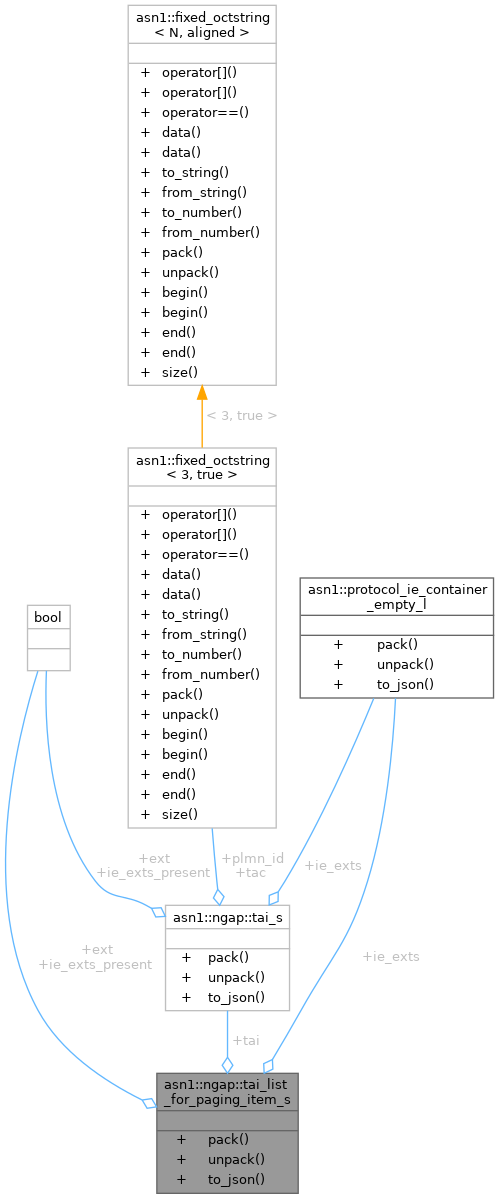 asn1::fixed_octstring
< N, aligned >
+ operator[]()
+ operator[]()
+ operator==()
+ data()
+ data()
+ to_string()
+ from_string()
+ to_number()
+ from_number()
+ pack()
+ unpack()
+ begin()
+ begin()
+ end()
+ end()
+ size()
< 3, true >
asn1::fixed_octstring
< 3, true >
+ operator[]()
+ operator[]()
+ operator==()
+ data()
+ data()
+ to_string()
+ from_string()
+ to_number()
+ from_number()
+ pack()
+ unpack()
+ begin()
+ begin()
+ end()
+ end()
+ size()
asn1::protocol_ie_container
_empty_l
+ pack()
+ unpack()
+ to_json()
bool
+ext
+ie_exts_present
+plmn_id
+tac
+ie_exts
asn1::ngap::tai_s
+ pack()
+ unpack()
+ to_json()
+ext
+ie_exts_present
+ie_exts
+tai
asn1::ngap::tai_list
_for_paging_item_s
+ pack()
+ unpack()
+ to_json()